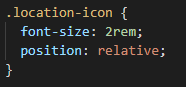 .location-icon {
  font-size: 2rem;
  position: relative;
}